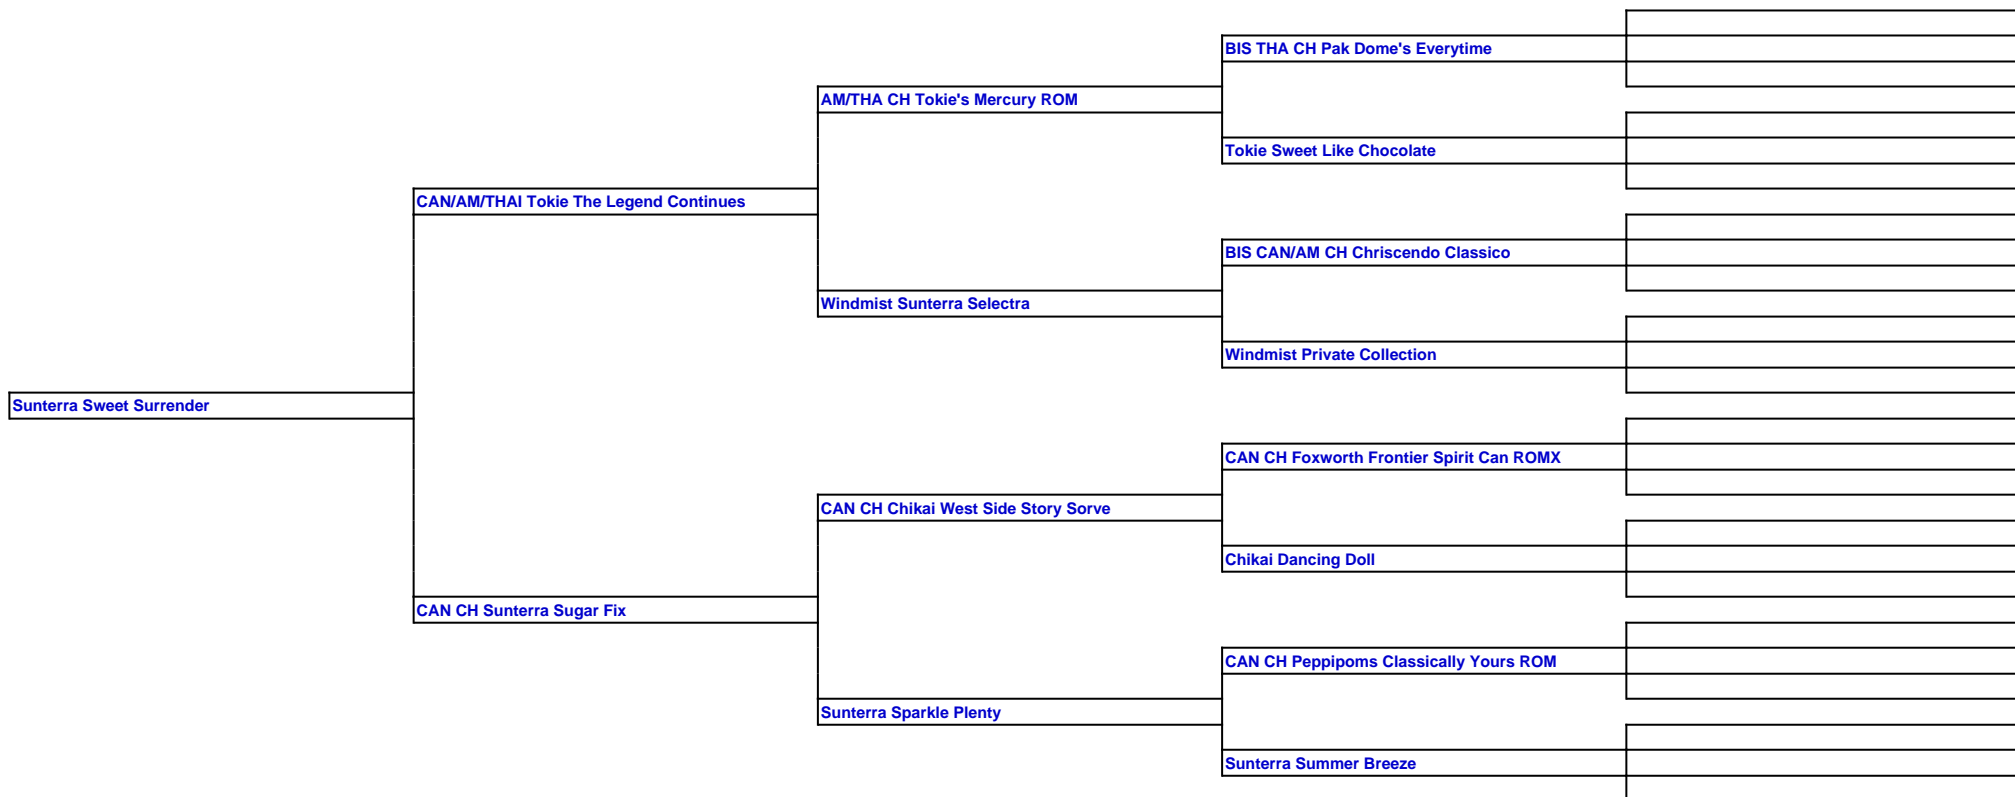 BIS THA CH Pak Dome's Everytime
AM/THA CH Tokie's Mercury ROM
Tokie Sweet Like Chocolate
CAN/AM/THAI Tokie The Legend Continues
BIS CAN/AM CH Chriscendo Classico
Windmist Sunterra Selectra
Windmist Private Collection
Sunterra Sweet Surrender
CAN CH Foxworth Frontier Spirit Can ROMX
CAN CH Chikai West Side Story Sorve
Chikai Dancing Doll
CAN CH Sunterra Sugar Fix
CAN CH Peppipoms Classically Yours ROM
Sunterra Sparkle Plenty
Sunterra Summer Breeze